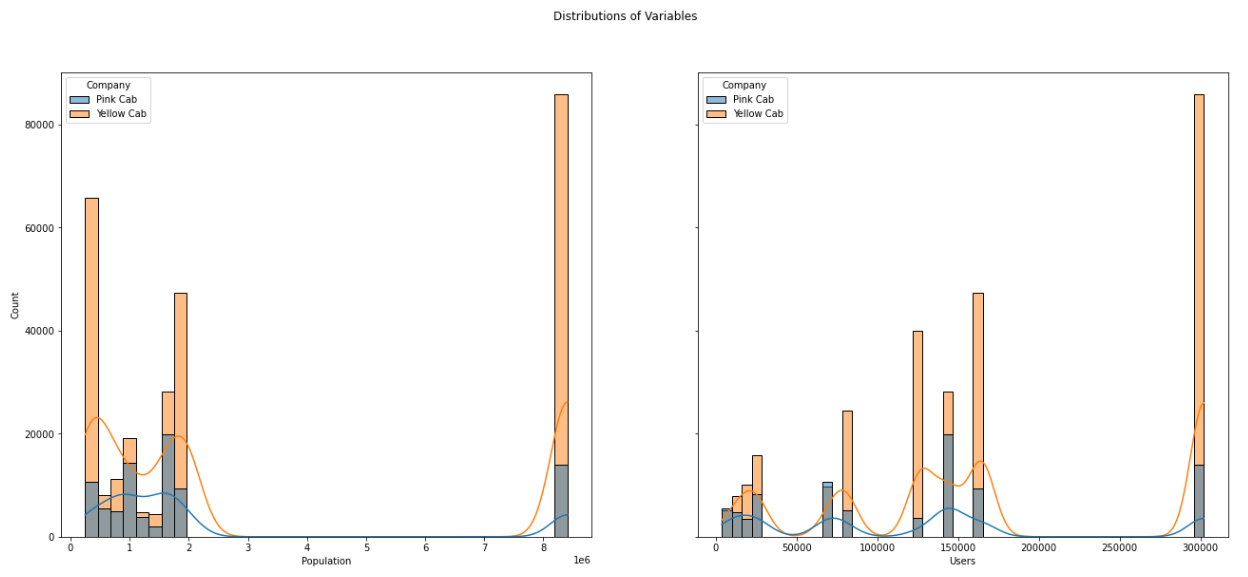 Distributions of Variables
Company
Pink Cab
Yellow Cab
80000
60000
40000
20000
0
Count
0 1 2 3 4 5 6 7 8
1e6
Population
Company
Pink Cab
Yellow Cab
0 50000 100000 150000 200000 250000 300000
Users